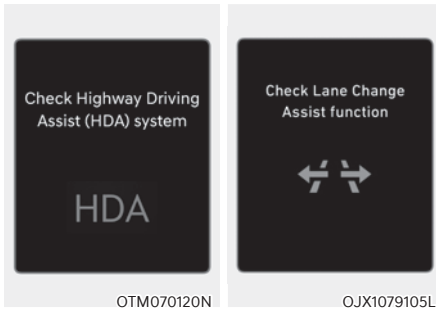 Check Highway Driving
Assist (HDA) system
HDA
OTM070120N
Check Lane Change
Assist function
OJX1079105L